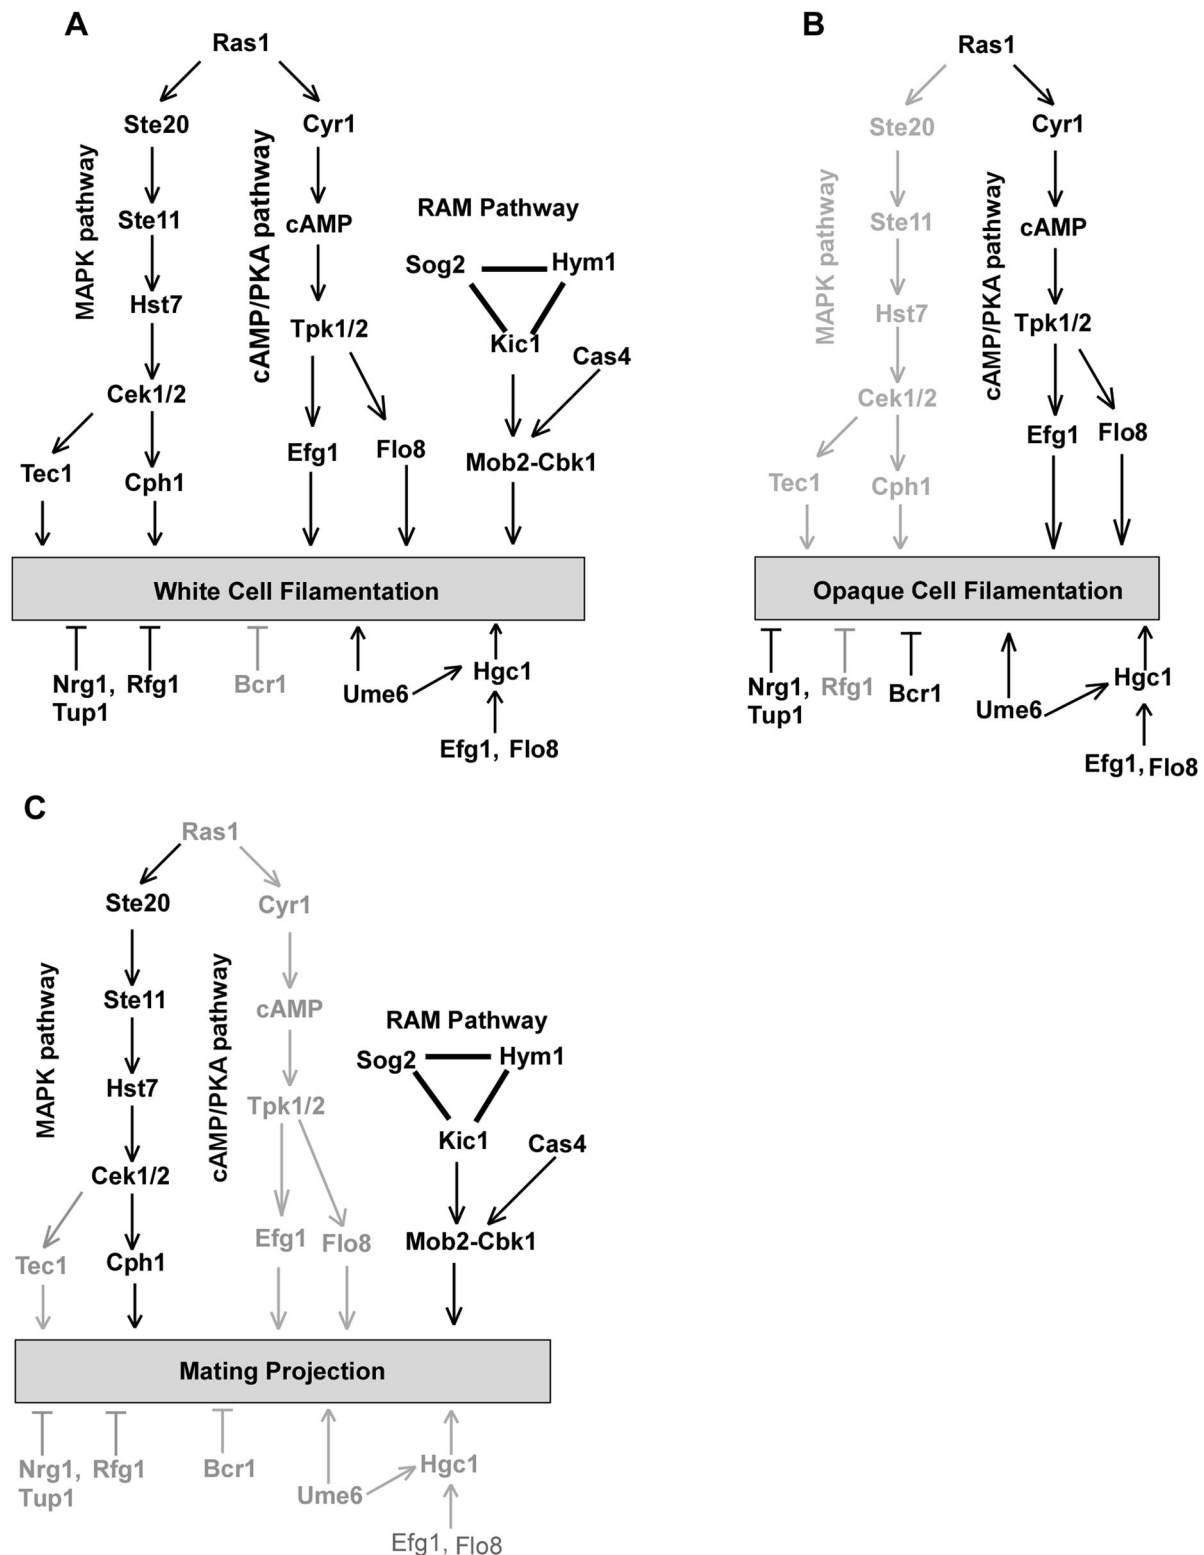 A
Ras1
Ste20
Cyr1
MAPK pathway
cAMP/PKA pathway
Ste11
cAMP
RAM Pathway
Sog2
Hym1
Hst7
Tpk1/2
Kic1
Cas4
Cek1/2
Efg1
Flo8
Mob2-Cbk1
Tec1
Cph1
White Cell Filamentation
Nrg1,
Tup1
Rfg1
Bcr1
Ume6
Hgc1
Efg1, Flo8
B
Ras1
Ste20
Cyr1
MAPK pathway
cAMP/PKA pathway
Ste11
cAMP
Hst7
Tpk1/2
Cek1/2
Efg1
Flo8
Tec1
Cph1
Opaque Cell Filamentation
Nrg1,
Tup1
Rfg1
Bcr1
Ume6
Hgc1
Efg1, Flo8
C
Ras1
Ste20
Cyr1
MAPK pathway
cAMP/PKA pathway
Ste11
cAMP
RAM Pathway
Sog2
Hym1
Hst7
Tpk1/2
Kic1
Cas4
Cek1/2
Efg1
Flo8
Mob2-Cbk1
Tec1
Cph1
Mating Projection
Nrg1,
Tup1
Rfg1
Bcr1
Ume6
Hgc1
Efg1, Flo8